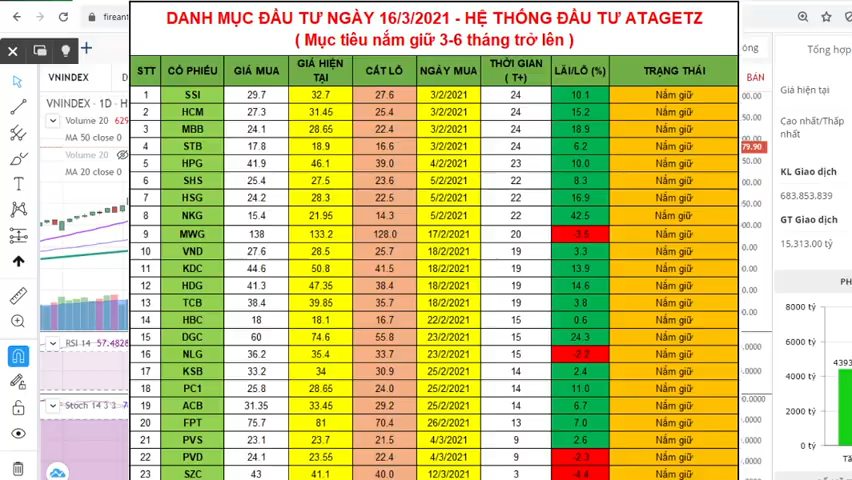 DANH MỤC ĐẦU TƯ NGÀY 16/3/2021 - HỆ THỐNG ĐẦU TƯ ATAGETZ
( Mục tiêu nắm giữ 3-6 tháng trở lên )
STT CỔ PHIẾU GIÁ MUA GIÁ HIỆN TẠI CẮT LỖ NGÀY MUA THỜI GIAN ( T+) LÃI/LỖ (%) TRẠNG THÁI
1 SSI 29.7 32.7 27.6 3/2/2021 24 10.1 Nắm giữ
2 HCM 27.3 31.45 25.4 3/2/2021 24 15.2 Nắm giữ
3 MBB 24.1 28.65 22.4 3/2/2021 24 18.9 Nắm giữ
4 STB 17.8 18.9 16.6 3/2/2021 24 6.2 Nắm giữ
5 HPG 41.9 46.1 39.0 4/2/2021 23 10.0 Nắm giữ
6 SHS 25.4 27.5 23.6 5/2/2021 22 8.3 Nắm giữ
7 HSG 24.2 28.3 22.5 5/2/2021 22 16.9 Nắm giữ
8 NKG 15.4 21.95 14.3 5/2/2021 22 42.5 Nắm giữ
9 MWG 138 133.2 128.0 17/2/2021 20 -3.5 Nắm giữ
10 VND 27.6 28.5 25.7 18/2/2021 19 3.3 Nắm giữ
11 KDC 44.6 50.8 41.5 18/2/2021 19 13.9 Nắm giữ
12 HDG 41.3 47.35 38.4 18/2/2021 19 14.6 Nắm giữ
13 TCB 38.4 39.85 35.7 18/2/2021 19 3.8 Nắm giữ
14 HBC 18 18.1 16.7 22/2/2021 15 0.6 Nắm giữ
15 DGC 60 74.6 55.8 23/2/2021 15 24.3 Nắm giữ
16 NLG 36.2 35.4 33.7 23/2/2021 15 -2.2 Nắm giữ
17 KSB 33.2 34 30.9 25/2/2021 14 2.4 Nắm giữ
18 PC1 25.8 28.65 24.0 25/2/2021 14 11.0 Nắm giữ
19 ACB 31.35 33.45 29.2 25/2/2021 14 6.7 Nắm giữ
20 FPT 75.7 81 70.4 26/2/2021 13 7.0 Nắm giữ
21 PVS 23.1 23.7 21.5 4/3/2021 9 2.6 Nắm giữ
22 PVD 24.1 23.55 22.4 4/3/2021 9 -2.3 Nắm giữ
23 SZC 43 41.1 40.0 12/3/2021 3 -4.4 Nắm giữ
fireant
VNINDEX
VNINDEX · 1D · H
Volume 20 629
MA 50 close 0
Volume 20
MA 20 close 0
RSI 14 57.4828
Stoch 14 3 3
BÁN
79.90
Tổng hợp
Giá hiện tại
Cao nhất/Thấp
nhất
KL Giao dịch
683,853,839
GT Giao dịch
15,313.00 tỷ
8000 tỷ
6000 tỷ
4393
4000 tỷ
2000 tỷ
0 tỷ